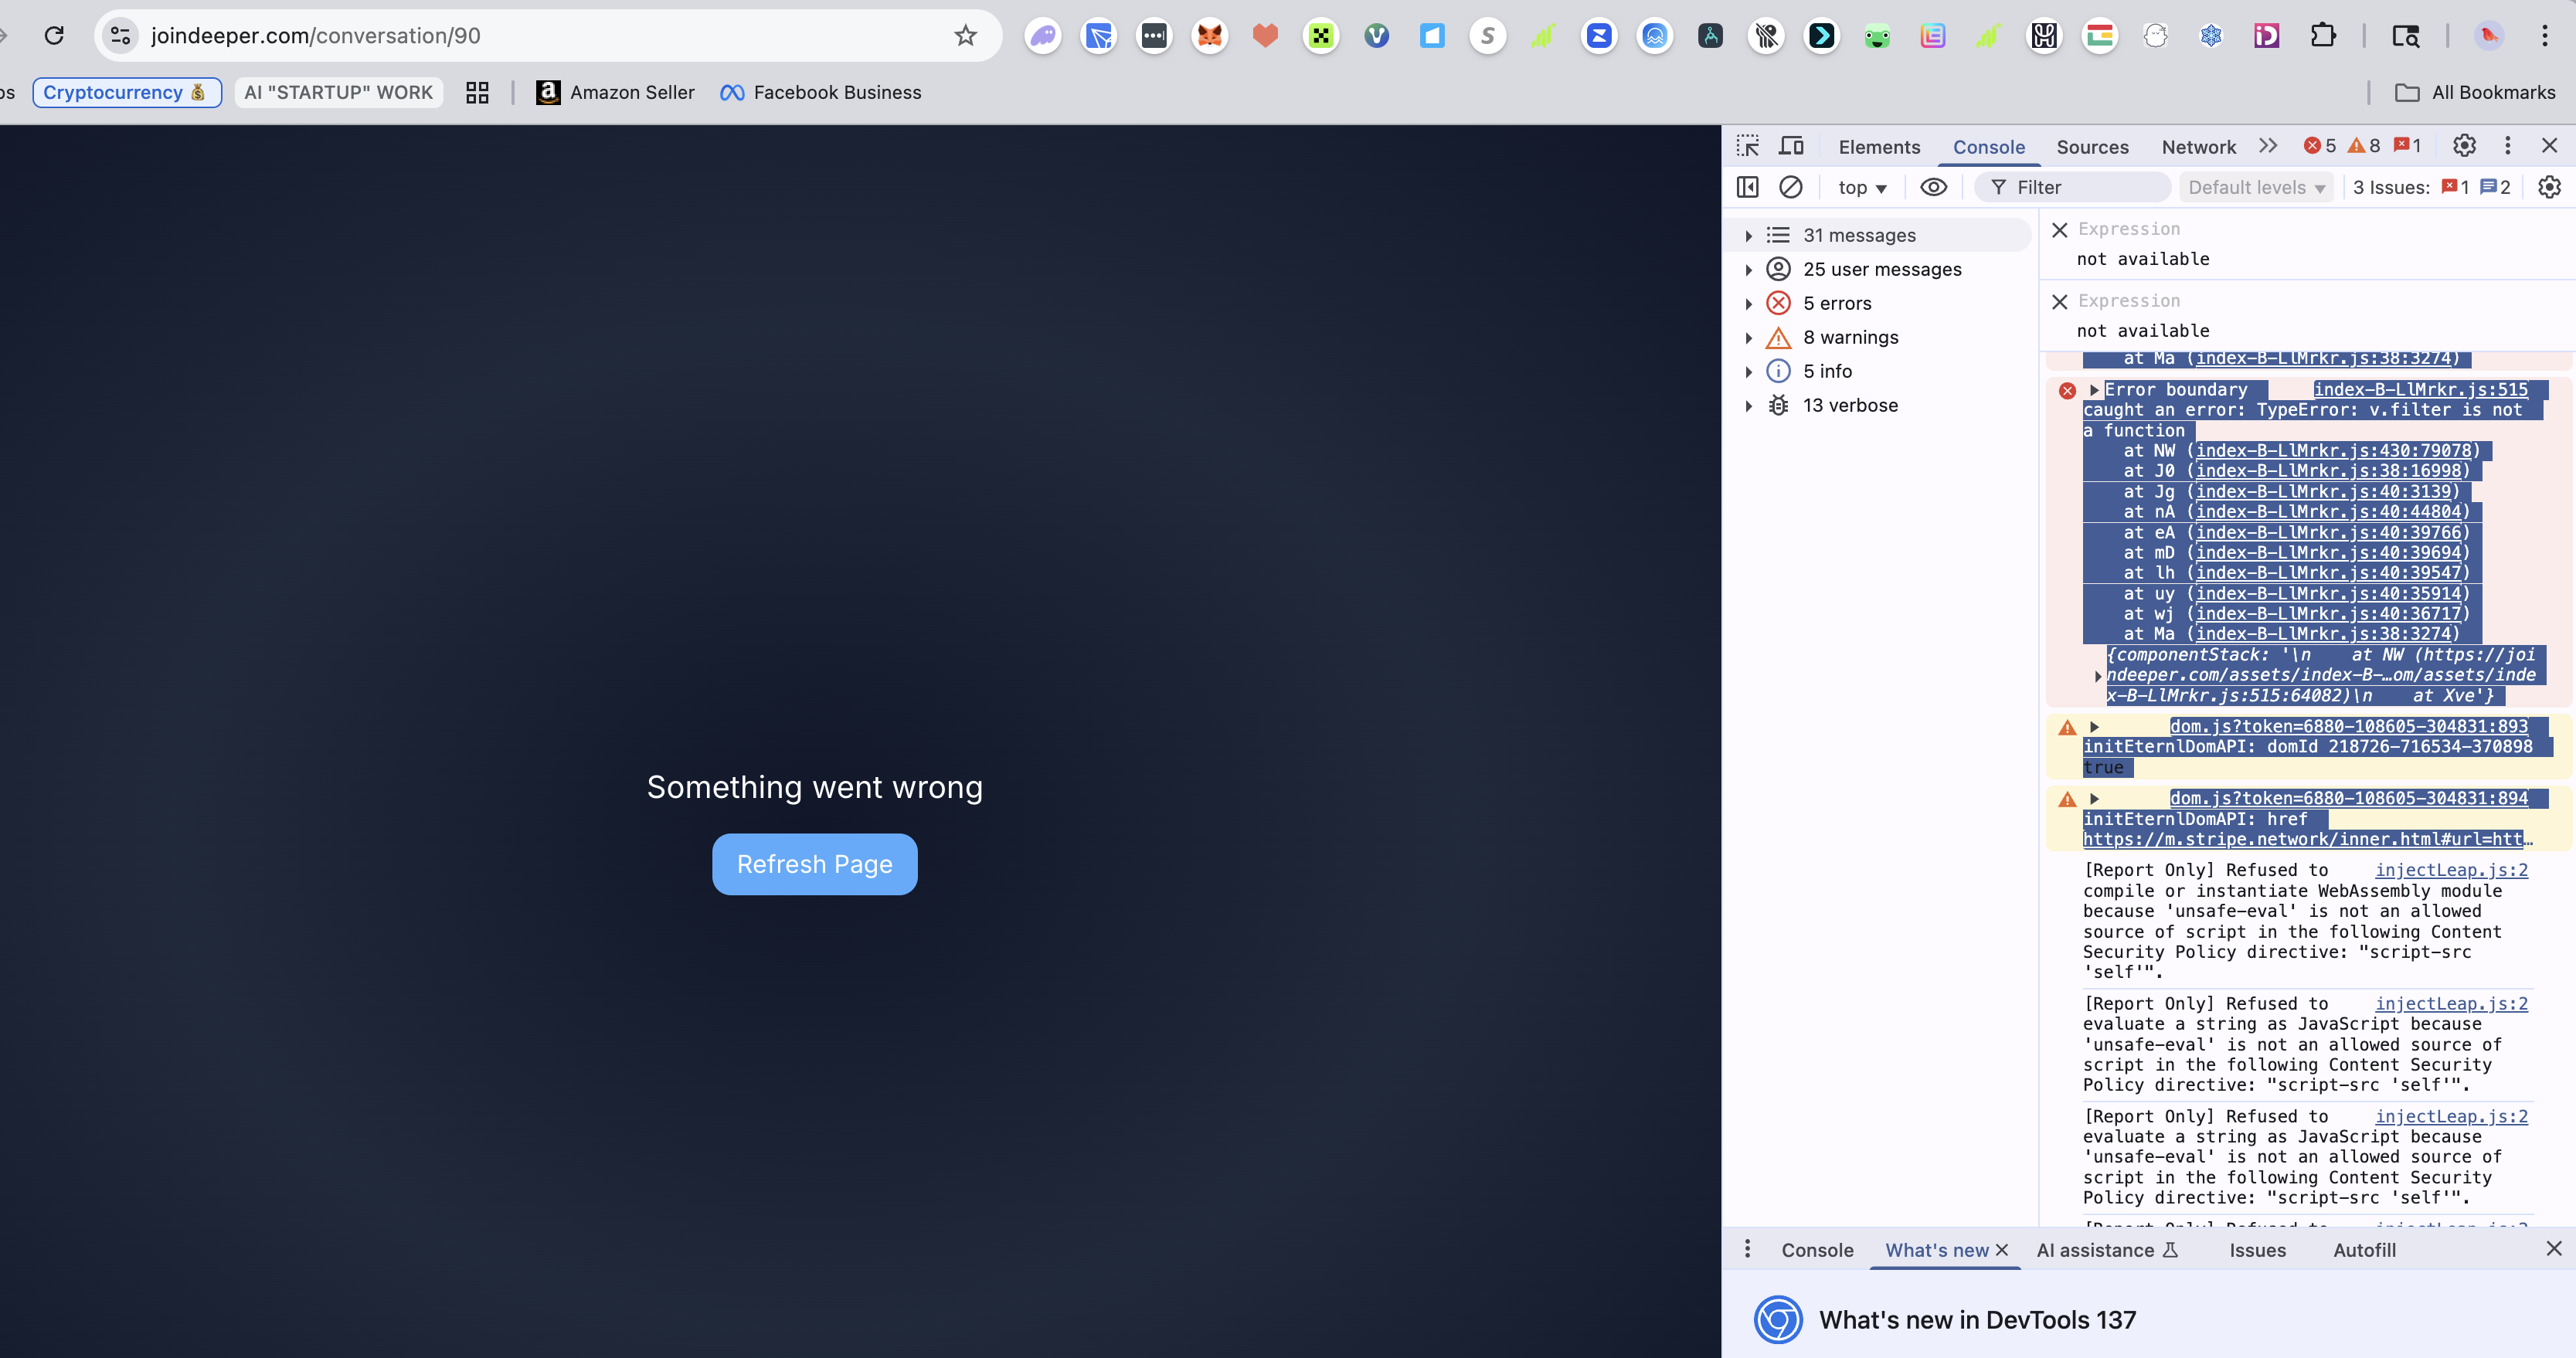 joindeeper.com/conversation/90
os
Cryptocurrency 💰
AI "STARTUP" WORK
Amazon Seller
Facebook Business
All Bookmarks
Elements
Console
Sources
Network
5
8
1
top
Filter
Default levels
3 Issues:
1
2
31 messages
25 user messages
5 errors
8 warnings
5 info
13 verbose
Expression
not available
Expression
not available
at Ma (index-B-LlMrkr.js:38:3274)
Error boundary index-B-LlMrkr.js:515
caught an error: TypeError: v.filter is not
a function
at NW (index-B-LlMrkr.js:430:79078)
at J0 (index-B-LlMrkr.js:38:16998)
at Jg (index-B-LlMrkr.js:40:3139)
at nA (index-B-LlMrkr.js:40:44804)
at eA (index-B-LlMrkr.js:40:39766)
at mD (index-B-LlMrkr.js:40:39694)
at lh (index-B-LlMrkr.js:40:39547)
at uy (index-B-LlMrkr.js:40:35914)
at wj (index-B-LlMrkr.js:40:36717)
at Ma (index-B-LlMrkr.js:38:3274)
{componentStack: '\n    at NW (https://joi
ndeeper.com/assets/index-B-…om/assets/inde
x-B-LlMrkr.js:515:64082)\n    at Xve'}
dom.js?token=6880-108605-304831:893
initEternlDomAPI: domId 218726-716534-370898
true
dom.js?token=6880-108605-304831:894
initEternlDomAPI: href
https://m.stripe.network/inner.html#url=htt…
[Report Only] Refused to injectLeap.js:2
compile or instantiate WebAssembly module
because 'unsafe-eval' is not an allowed
source of script in the following Content
Security Policy directive: "script-src
'self'".
[Report Only] Refused to injectLeap.js:2
evaluate a string as JavaScript because
'unsafe-eval' is not an allowed source of
script in the following Content Security
Policy directive: "script-src 'self'".
[Report Only] Refused to injectLeap.js:2
evaluate a string as JavaScript because
'unsafe-eval' is not an allowed source of
script in the following Content Security
Policy directive: "script-src 'self'".
Something went wrong
Refresh Page
Console
What's new
AI assistance
Issues
Autofill
What's new in DevTools 137